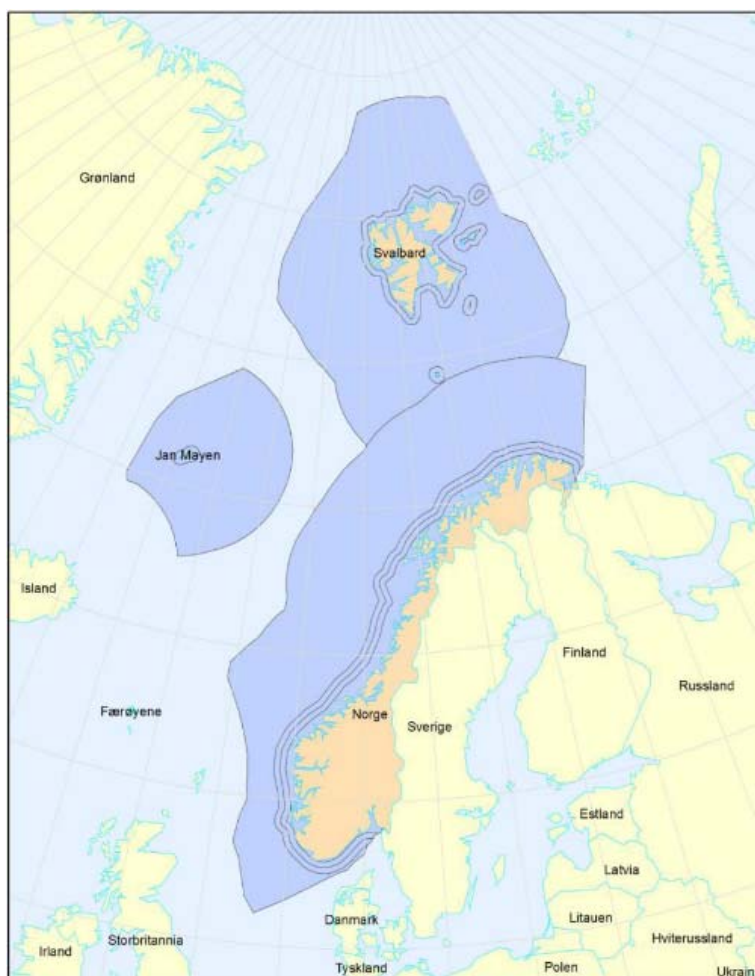 Grønland
Svalbard
Jan Mayen
Island
Finland
Russland
Færøyene
Norge
Sverige
Estland
Latvia
Danmark
Litauen
Irland
Storbritannia
Hviterussland
Tyskland
Polen
Ukrain